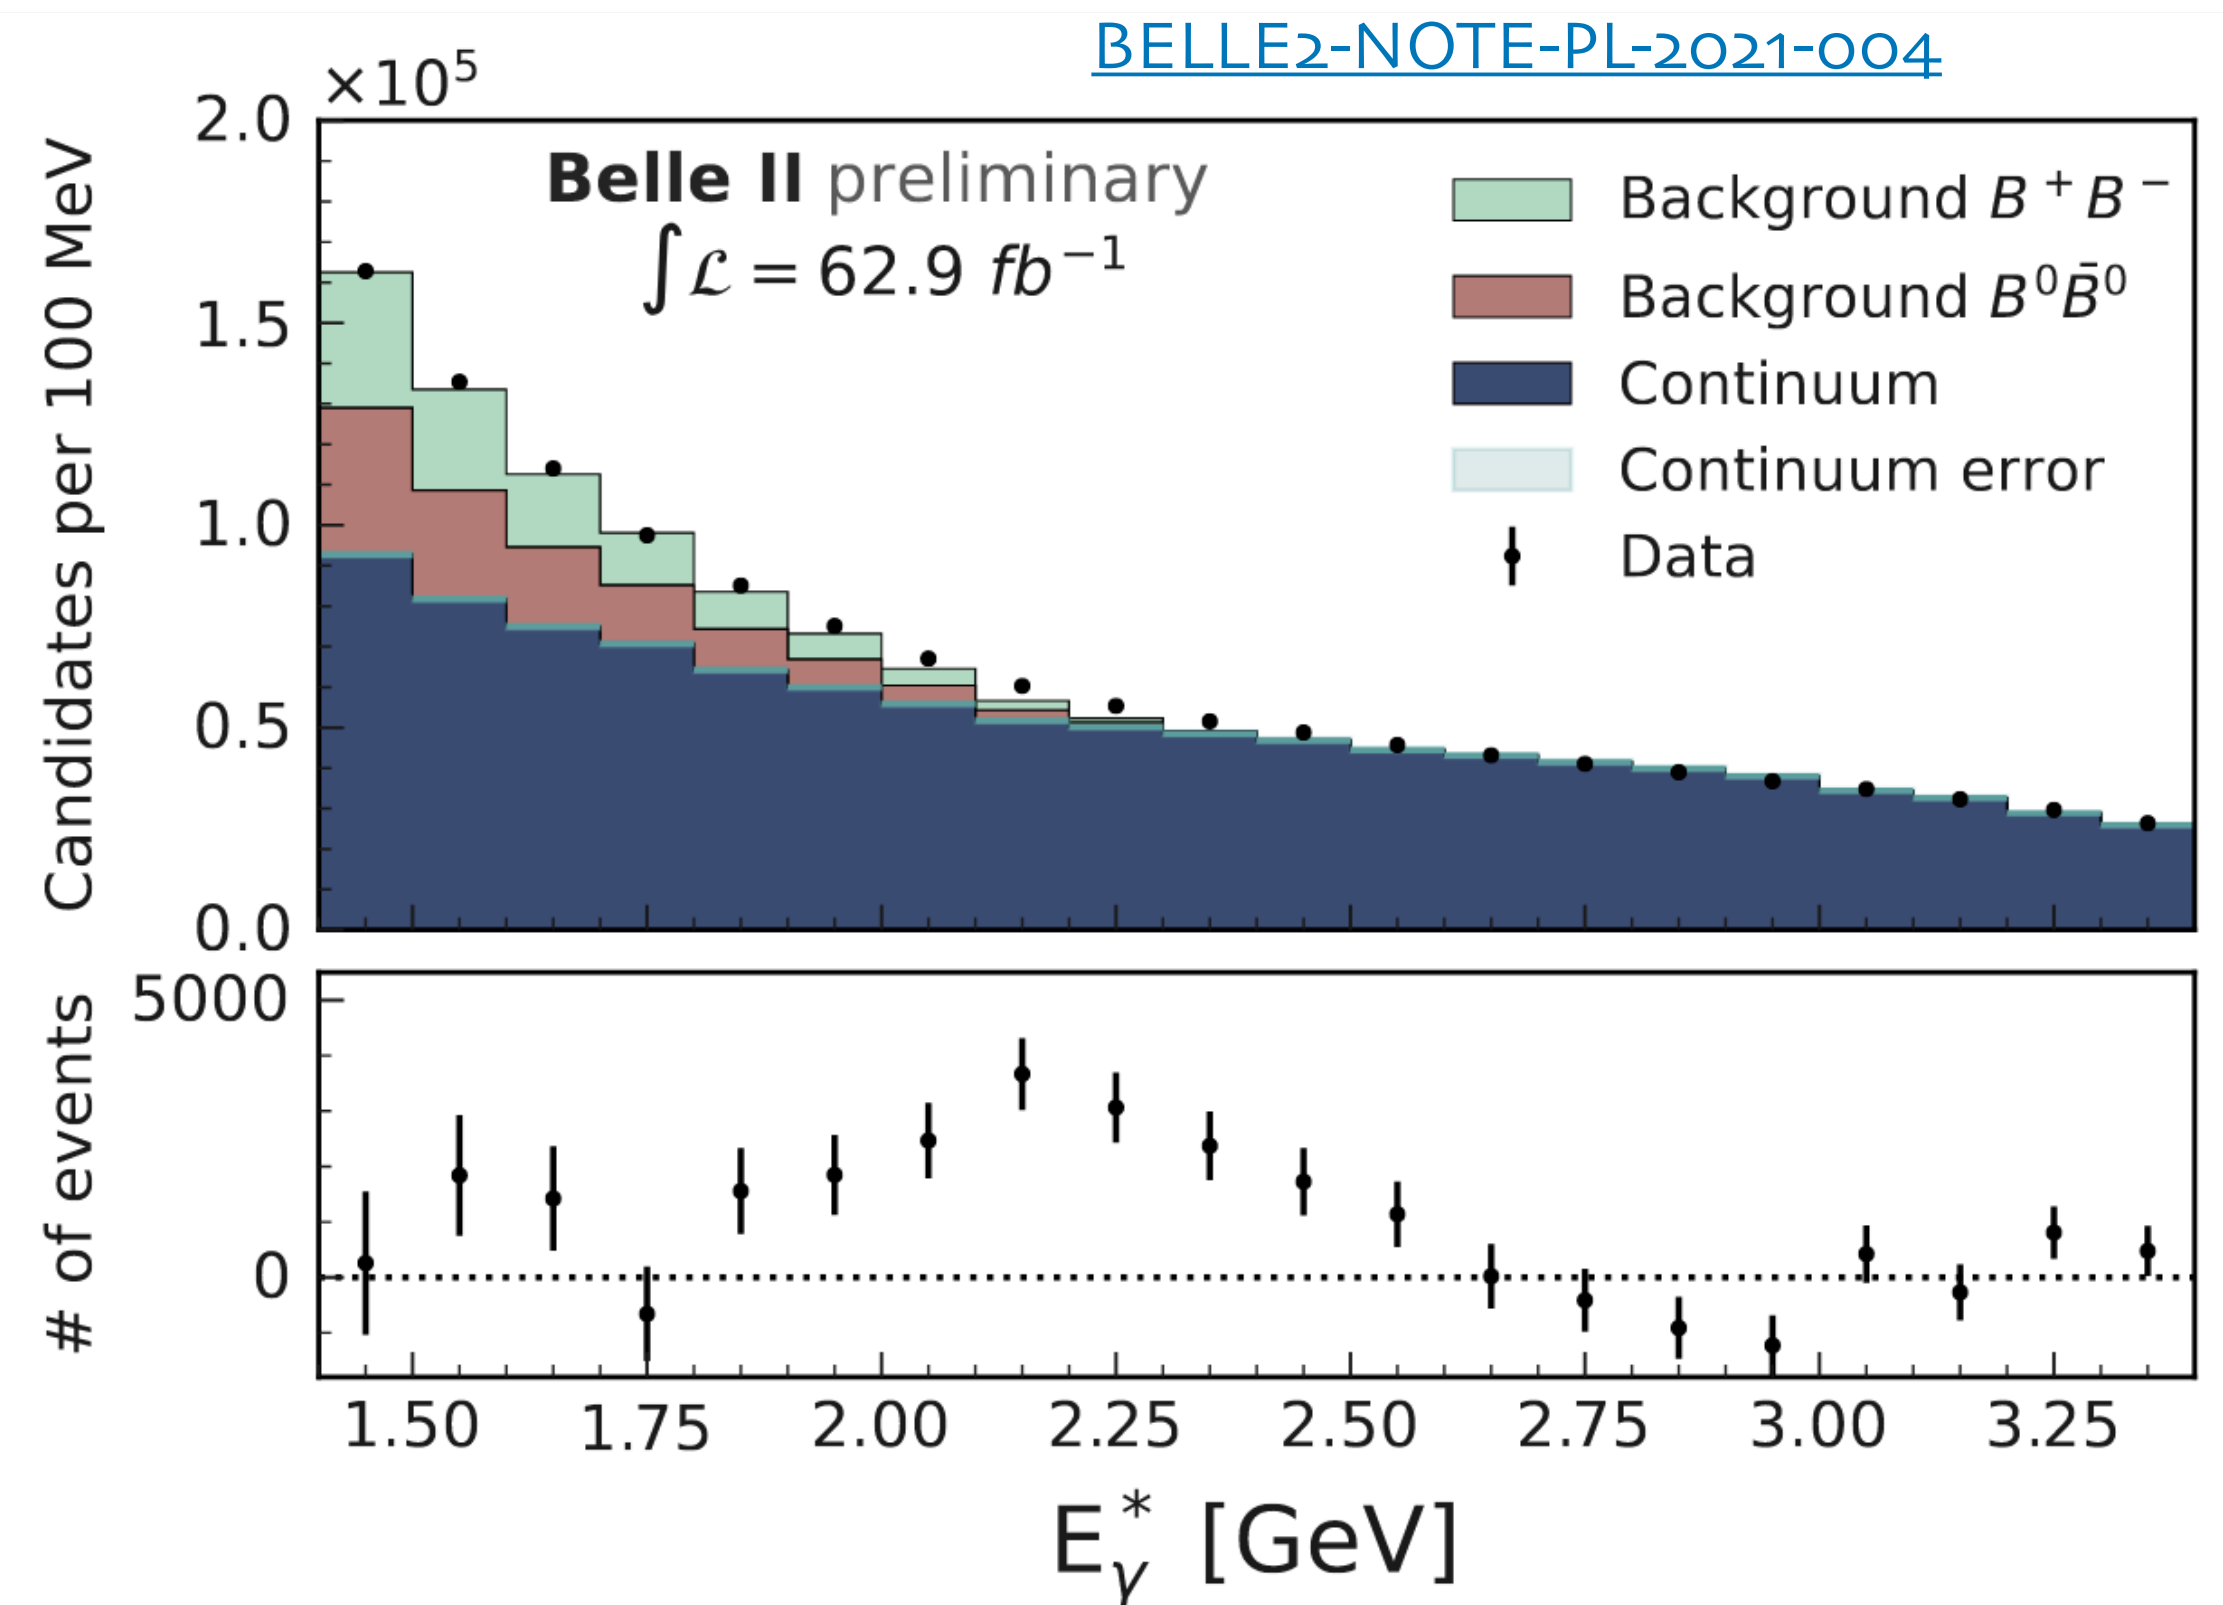 BELLE2-NOTE-PL-2021-004
×10⁵
Belle II preliminary
∫ℒ = 62.9 fb⁻¹
Background B⁺B⁻
Background B⁰B̄⁰
Continuum
Continuum error
Data
Candidates per 100 MeV
2.0
1.5
1.0
0.5
0.0
# of events
5000
0
1.50 1.75 2.00 2.25 2.50 2.75 3.00 3.25
E*γ [GeV]